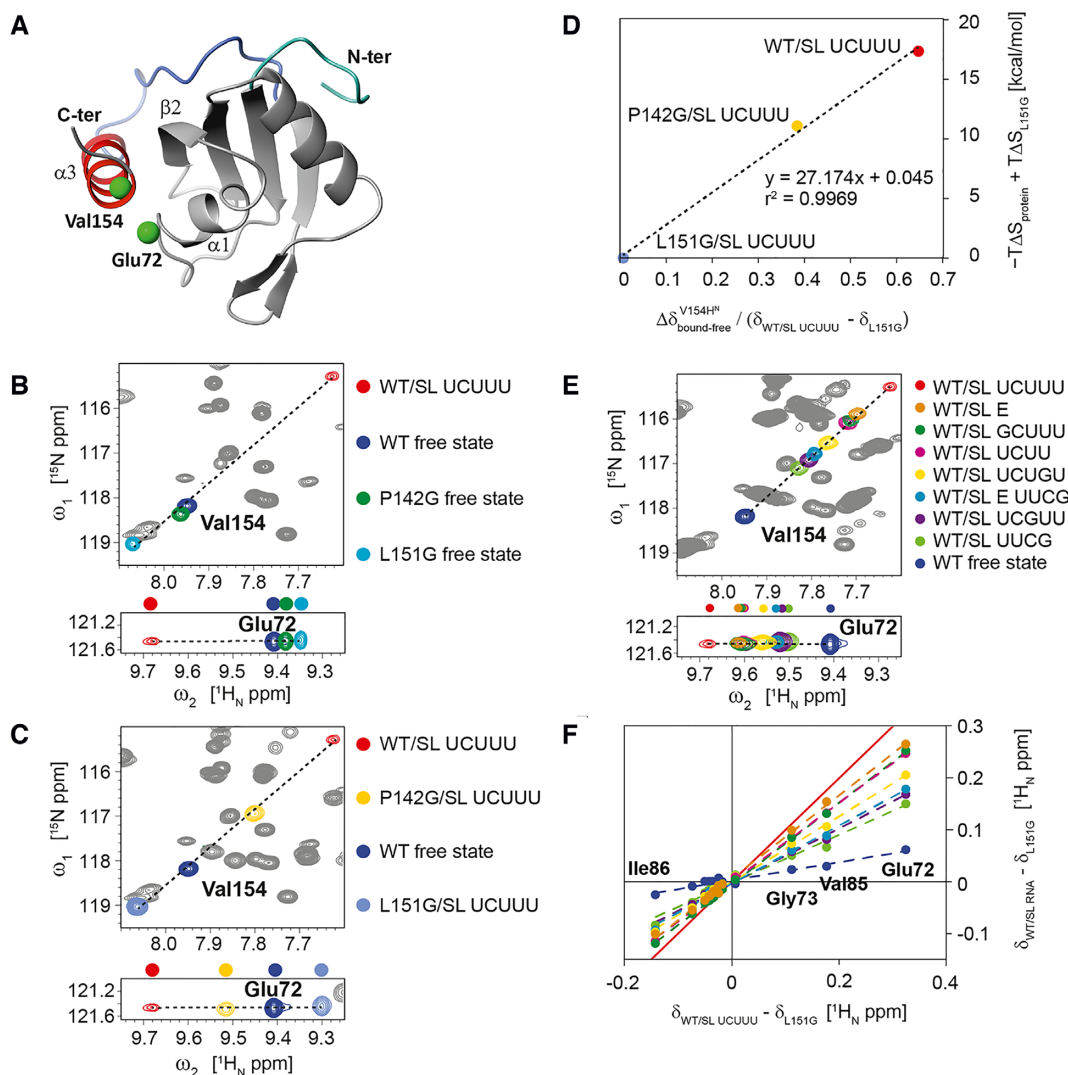 A
N-ter
C-ter
β2
α3
Val154
α1
Glu72
B
116
117
118
119
ω1 [15N ppm]
Val154
8.0 7.9 7.8 7.7
WT/SL UCUUU
WT free state
P142G free state
L151G free state
121.2
121.6
Glu72
9.7 9.6 9.5 9.4 9.3
ω2 [1HN ppm]
C
116
117
118
119
ω1 [15N ppm]
Val154
8.0 7.9 7.8 7.7
WT/SL UCUUU
P142G/SL UCUUU
WT free state
L151G/SL UCUUU
121.2
121.6
Glu72
9.7 9.6 9.5 9.4 9.3
ω2 [1HN ppm]
D
WT/SL UCUUU
P142G/SL UCUUU
y = 27.174x + 0.045
r2 = 0.9969
L151G/SL UCUUU
20
15
10
5
0
−TΔSprotein + TΔSL151G [kcal/mol]
0 0.1 0.2 0.3 0.4 0.5 0.6 0.7
Δδbound-free V154HN / (δWT/SL UCUUU - δL151G)
E
116
117
118
119
ω1 [15N ppm]
Val154
8.0 7.9 7.8 7.7
WT/SL UCUUU
WT/SL E
WT/SL GCUUU
WT/SL UCUU
WT/SL UCUGU
WT/SL E UUCG
WT/SL UCGUU
WT/SL UUCG
WT free state
121.2
121.6
Glu72
9.7 9.6 9.5 9.4 9.3
ω2 [1HN ppm]
F
0.3
0.2
0.1
0
-0.1
δWT/SL RNA - δL151G [1HN ppm]
Ile86
Gly73
Val85
Glu72
-0.2 0 0.2 0.4
δWT/SL UCUUU - δL151G [1HN ppm]